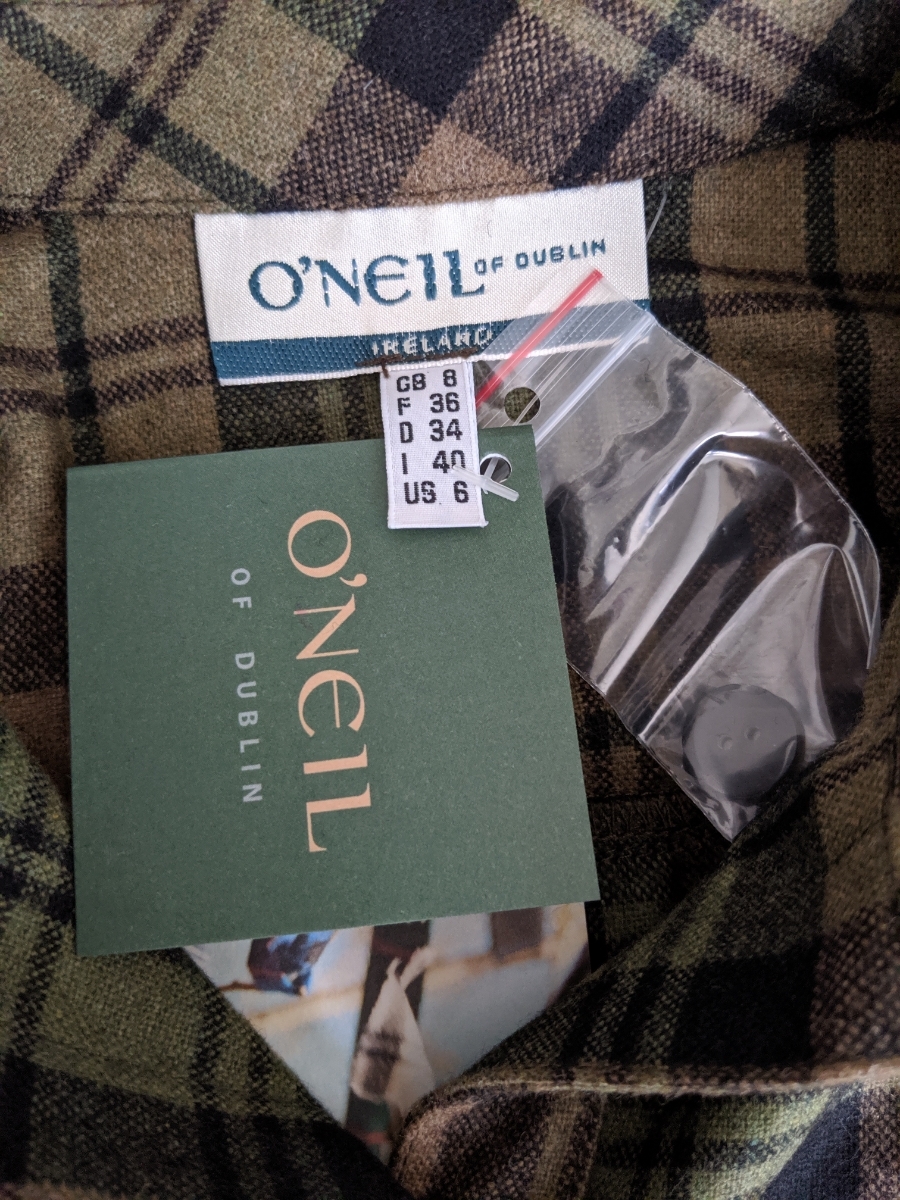 O'NEIL OF DUBLIN
IRELAND
GB 8
F 36
D 34
I 40
US 6
O'NEIL
OF DUBLIN